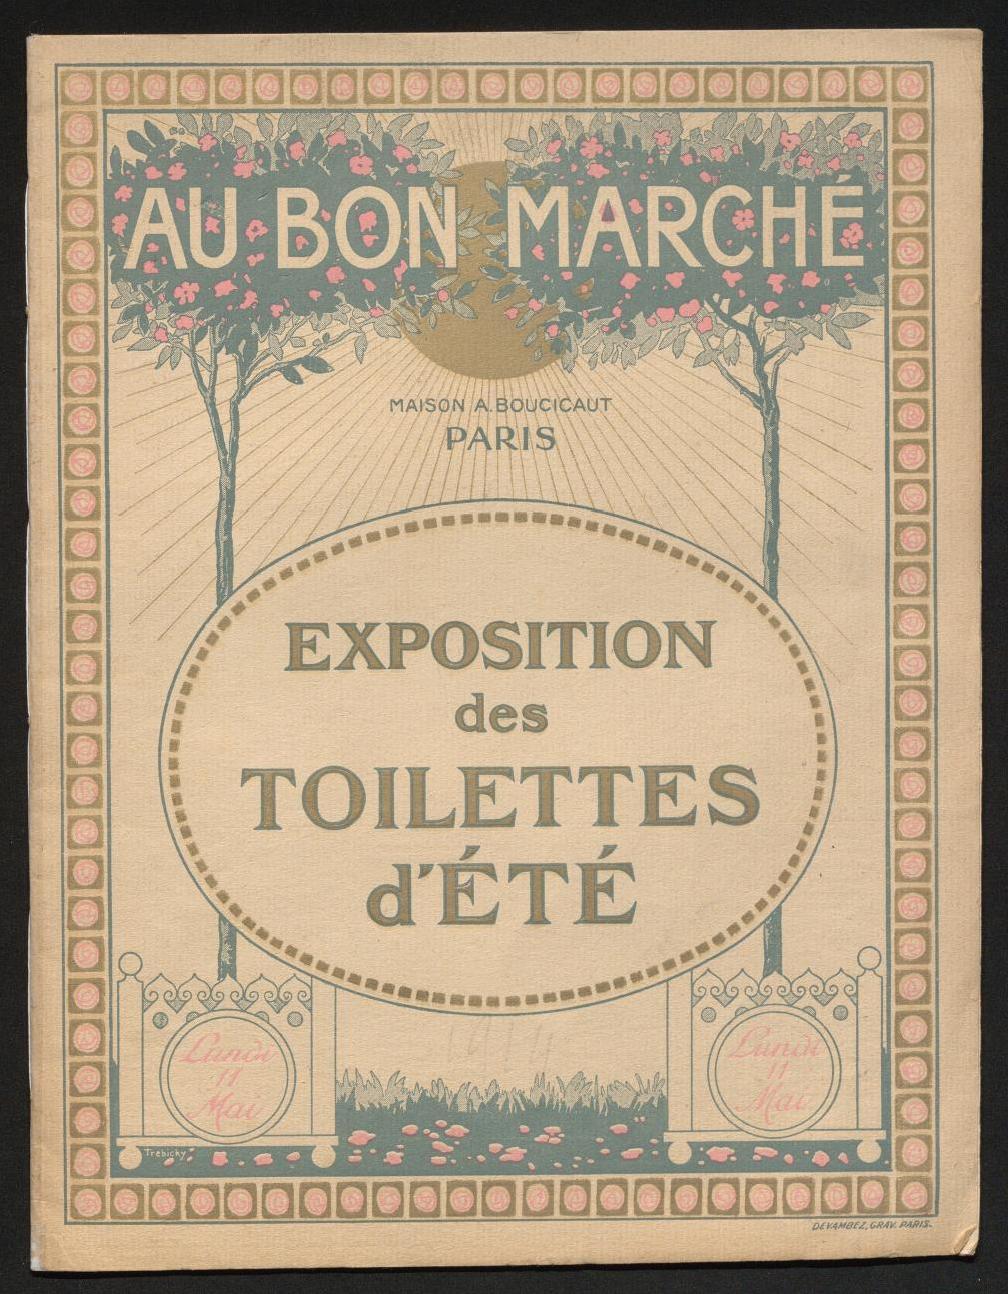 AU BON MARCHÉ
MAISON A. BOUCICAUT
PARIS
EXPOSITION
des
TOILETTES
d'ÉTÉ
Lundi
11
Mai
Lundi
11
Mai
Trebicky
DEVAMBEZ, GRAV. PARIS.